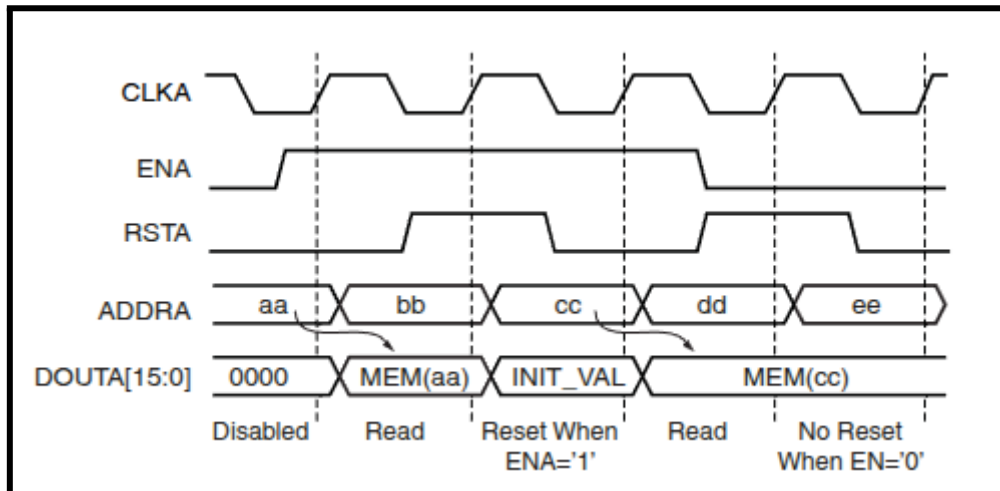 CLKA
ENA
RSTA
ADDRA aa bb cc dd ee
DOUTA[15:0] 0000 MEM(aa) INIT_VAL MEM(cc)
Disabled Read Reset When Read No Reset
ENA='1' When EN='0'